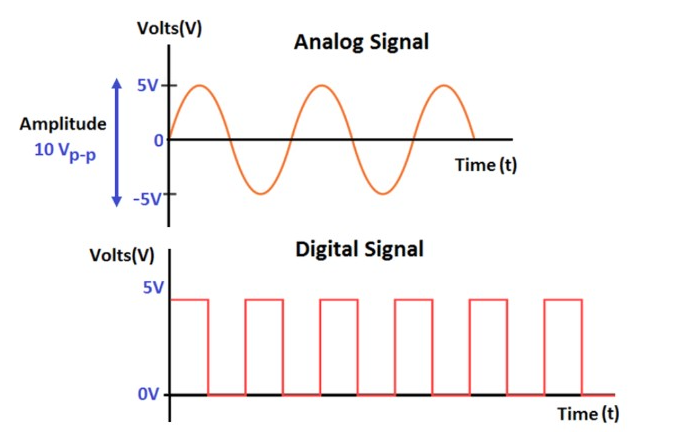 Volts(V)
Analog Signal
5V
Amplitude
10 Vp-p
0
Time (t)
-5V
Digital Signal
Volts(V)
5V
0V
Time (t)